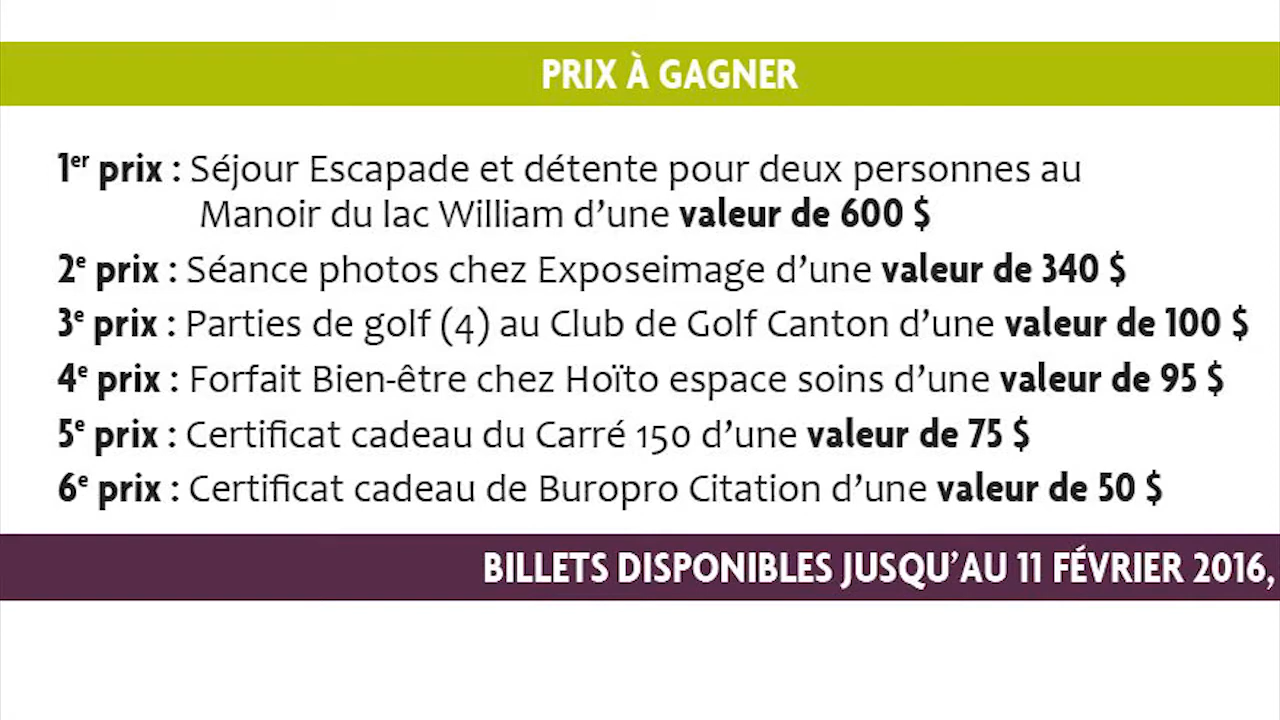 PRIX À GAGNER
1er prix : Séjour Escapade et détente pour deux personnes au
Manoir du lac William d’une valeur de 600 $
2e prix : Séance photos chez Exposeimage d’une valeur de 340 $
3e prix : Parties de golf (4) au Club de Golf Canton d’une valeur de 100 $
4e prix : Forfait Bien-être chez Hoïto espace soins d’une valeur de 95 $
5e prix : Certificat cadeau du Carré 150 d’une valeur de 75 $
6e prix : Certificat cadeau de Buropro Citation d’une valeur de 50 $
BILLETS DISPONIBLES JUSQU’AU 11 FÉVRIER 2016,